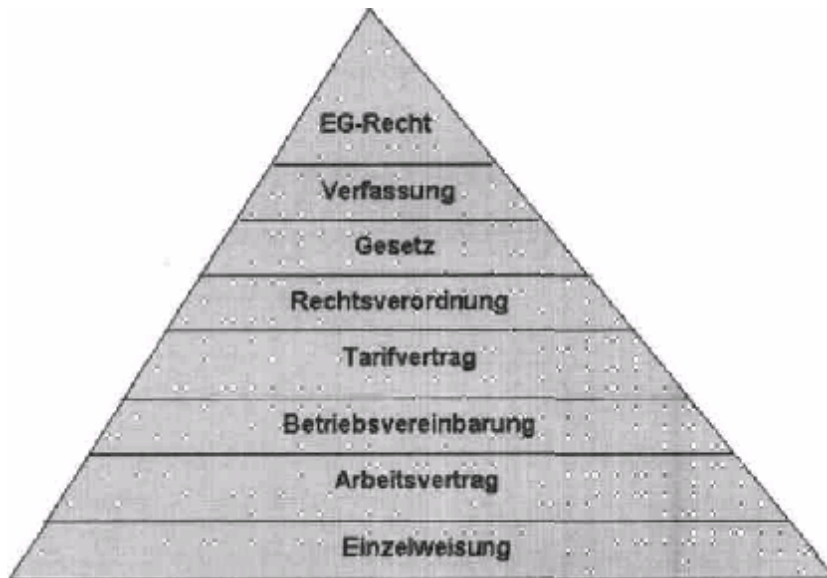 EG-Recht
Verfassung
Gesetz
Rechtsverordnung
Tarifvertrag
Betriebsvereinbarung
Arbeitsvertrag
Einzelweisung